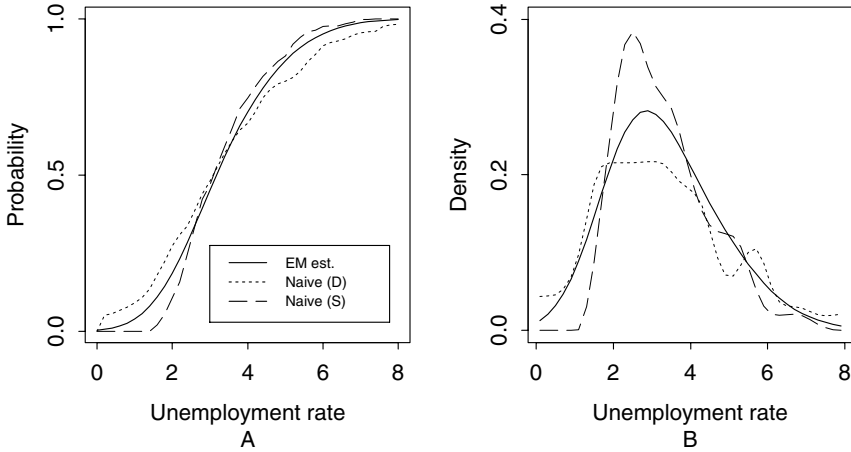 Probability
0.0
0.5
1.0
EM est.
Naive (D)
Naive (S)
0 2 4 6 8
Unemployment rate
A
Density
0.0
0.2
0.4
0 2 4 6 8
Unemployment rate
B